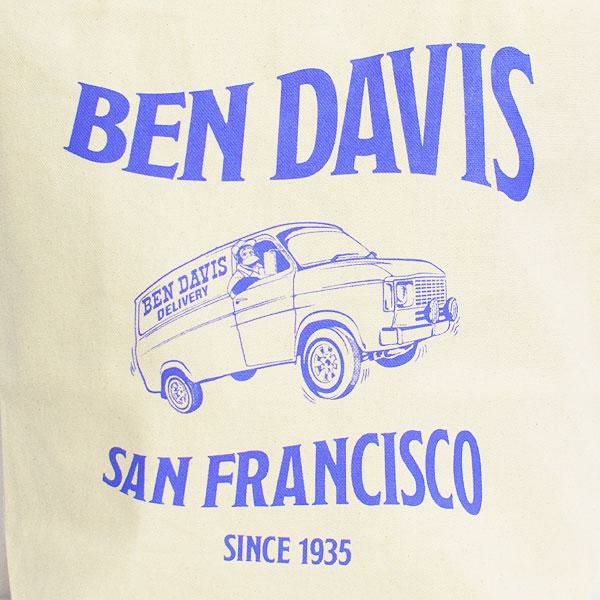 BEN DAVIS
BEN DAVIS
DELIVERY
SAN FRANCISCO
SINCE 1935